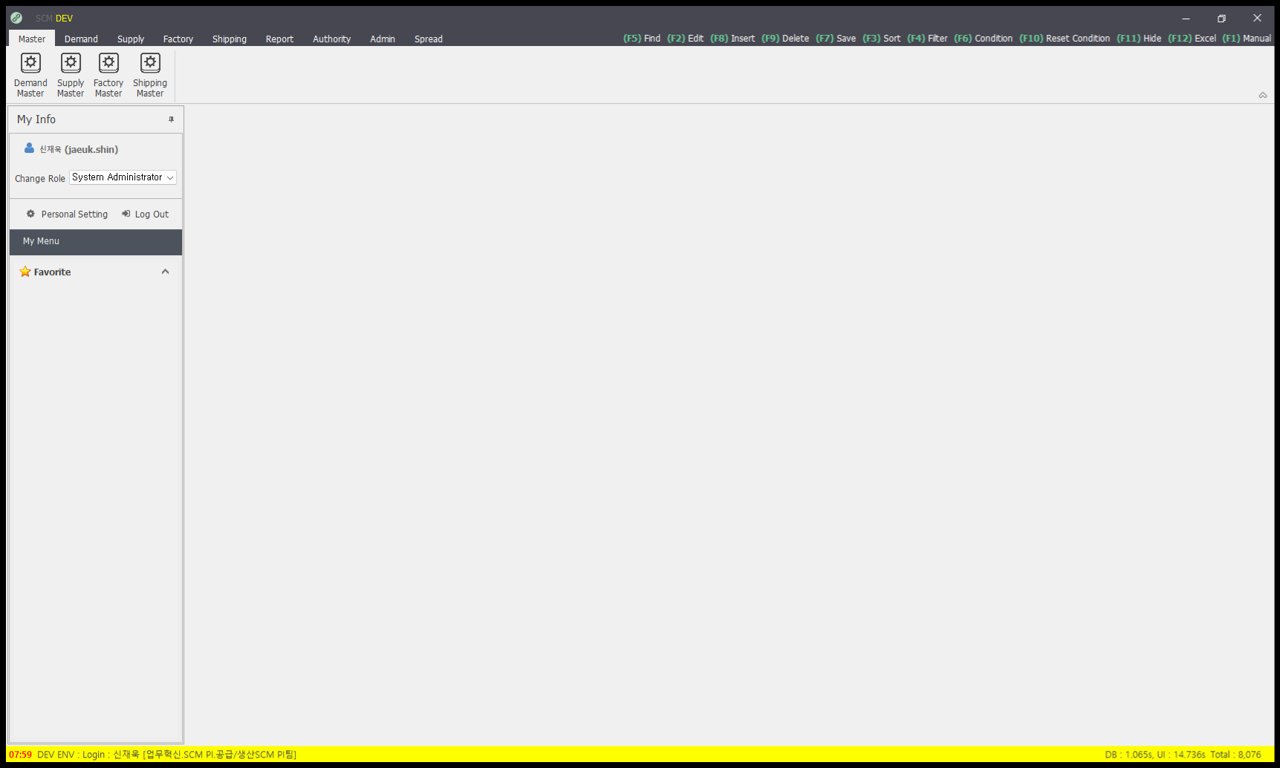 SCM DEV
Master Demand Supply Factory Shipping Report Authority Admin Spread (F5) Find (F2) Edit (F8) Insert (F9) Delete (F7) Save (F3) Sort (F4) Filter (F6) Condition (F10) Reset Condition (F11) Hide (F12) Excel (F1) Manual
Demand Master
Supply Master
Factory Master
Shipping Master
My Info
신재욱 (jaeuk.shin)
Change Role System Administrator
Personal Setting Log Out
My Menu
Favorite
07:59 DEV ENV : Login : 신재욱 [업무혁신.SCM PI.공급/생산SCM PI팀] DB : 1.065s, UI : 14.736s Total : 8,076